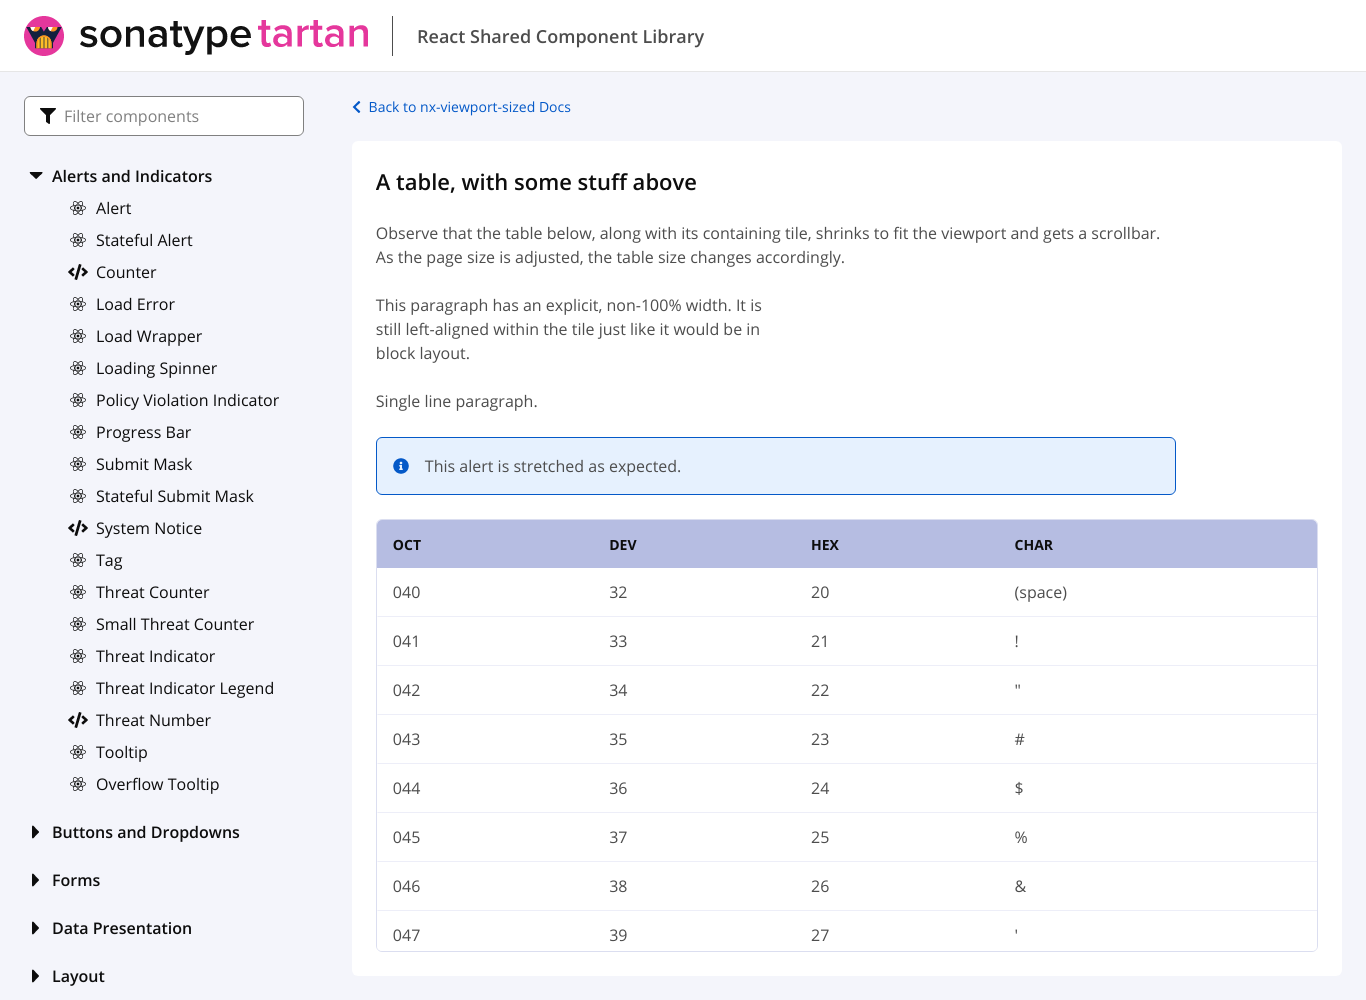 sonatype tartan
React Shared Component Library
Filter components
Alerts and Indicators
Alert
Stateful Alert
Counter
Load Error
Load Wrapper
Loading Spinner
Policy Violation Indicator
Progress Bar
Submit Mask
Stateful Submit Mask
System Notice
Tag
Threat Counter
Small Threat Counter
Threat Indicator
Threat Indicator Legend
Threat Number
Tooltip
Overflow Tooltip
Buttons and Dropdowns
Forms
Data Presentation
Layout
Back to nx-viewport-sized Docs
A table, with some stuff above
Observe that the table below, along with its containing tile, shrinks to fit the viewport and gets a scrollbar.
As the page size is adjusted, the table size changes accordingly.
This paragraph has an explicit, non-100% width. It is
still left-aligned within the tile just like it would be in
block layout.
Single line paragraph.
This alert is stretched as expected.
OCT DEV HEX CHAR
040 32 20 (space)
041 33 21 !
042 34 22 "
043 35 23 #
044 36 24 $
045 37 25 %
046 38 26 &
047 39 27 '